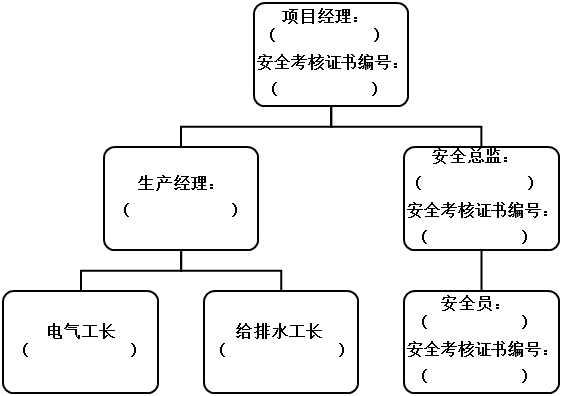 项目经理：
（　　　　　　）
安全考核证书编号：
（　　　　　　）
生产经理：
（　　　　　　）
安全总监：
（　　　　　　）
安全考核证书编号：
（　　　　　　）
电气工长
（　　　　　　）
给排水工长
（　　　　　　）
安全员：
（　　　　　　）
安全考核证书编号：
（　　　　　　）